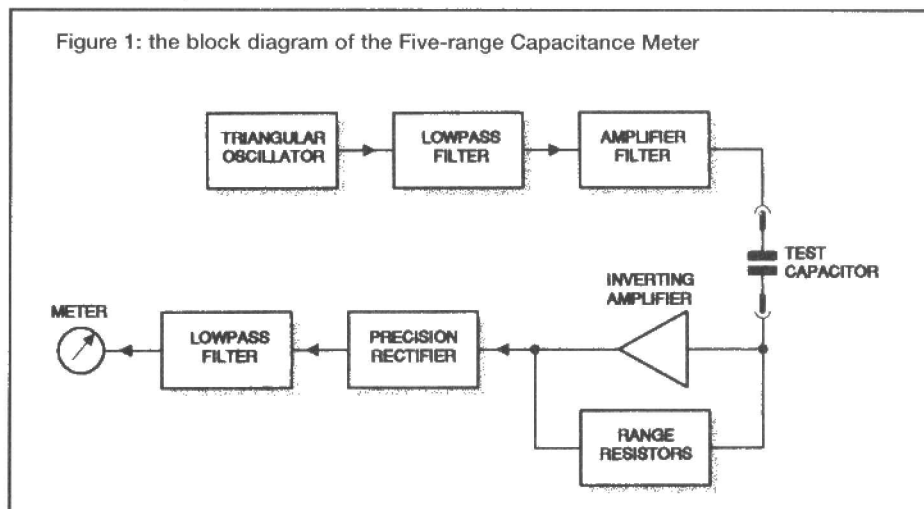 Figure 1: the block diagram of the Five-range Capacitance Meter
TRIANGULAR
OSCILLATOR
LOWPASS
FILTER
AMPLIFIER
FILTER
TEST
CAPACITOR
INVERTING
AMPLIFIER
METER
LOWPASS
FILTER
PRECISION
RECTIFIER
RANGE
RESISTORS